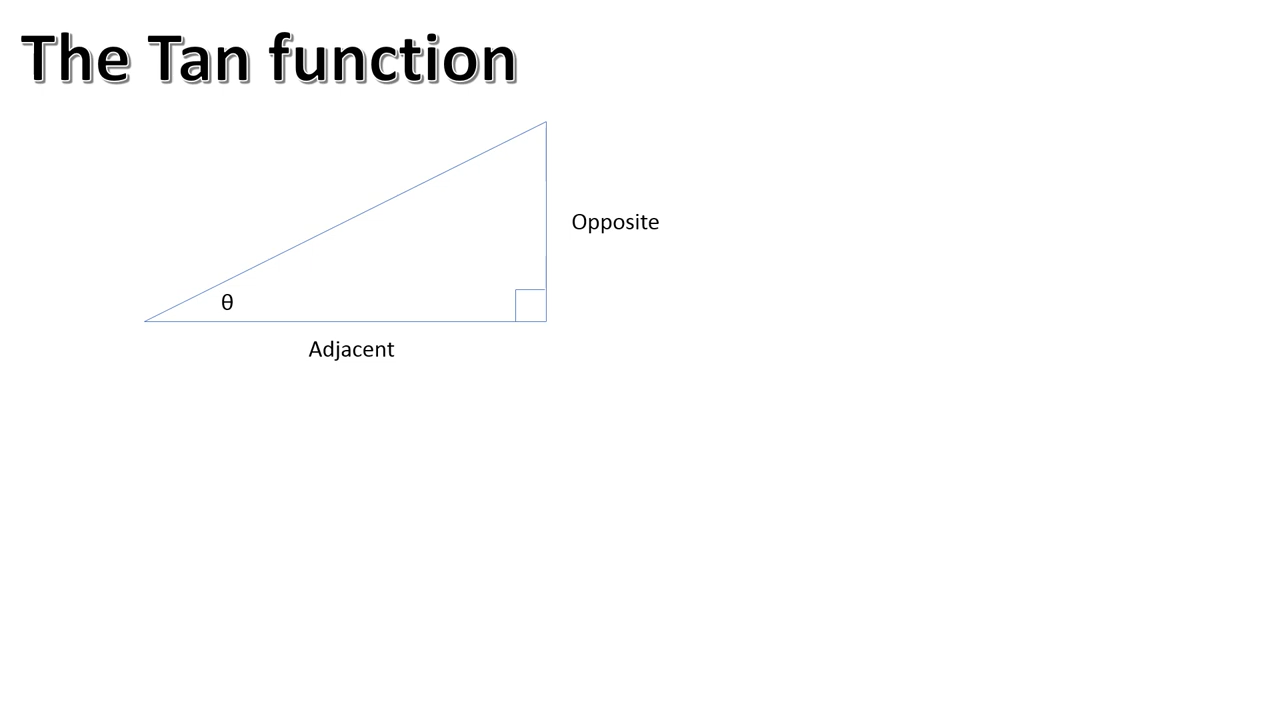 The Tan function
Opposite
θ
Adjacent